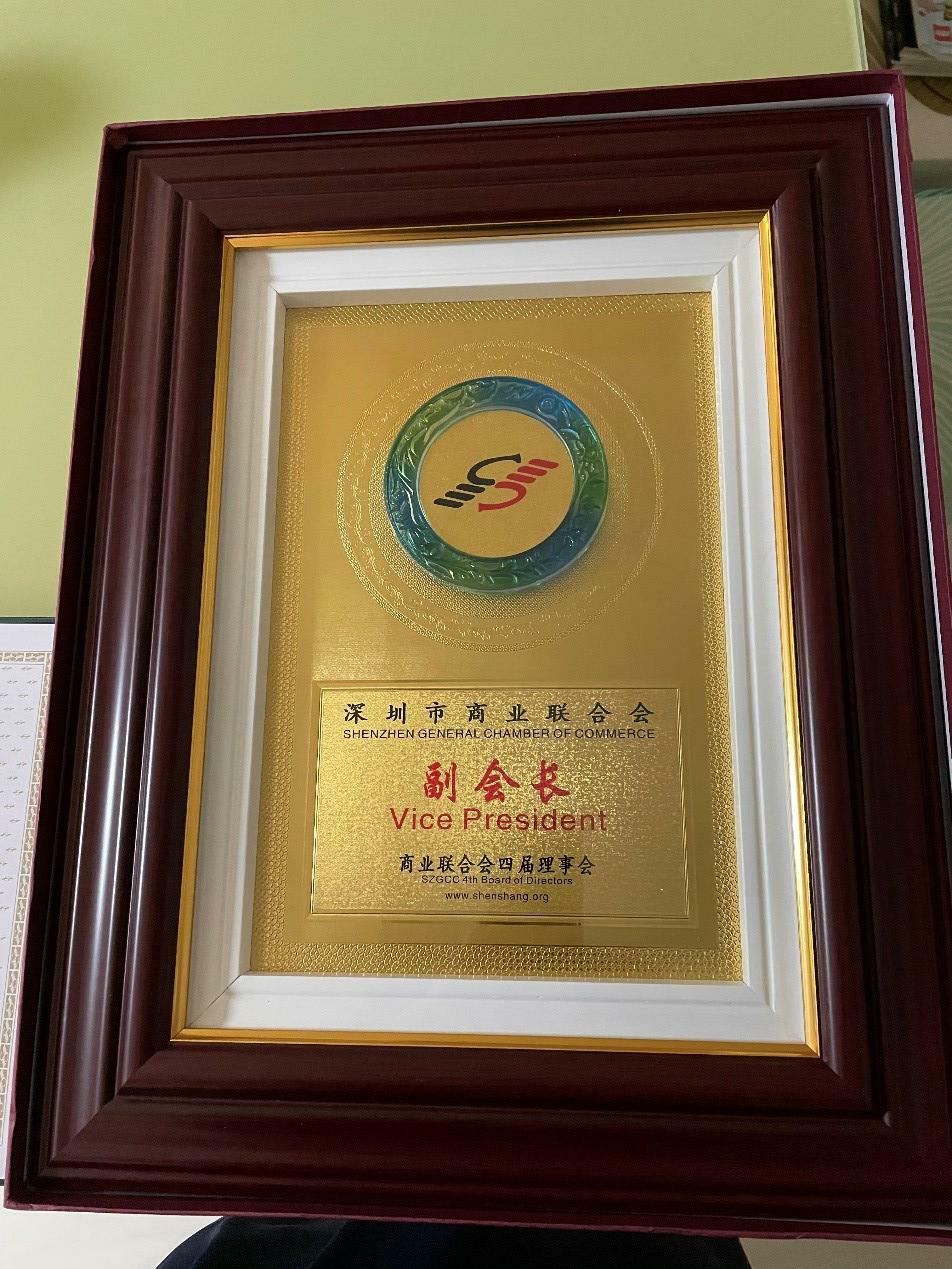 深圳市商业联合会
SHENZHEN GENERAL CHAMBER OF COMMERCE
副会长
Vice President
商业联合会四届理事会
SZGCC 4th Board of Directors
www.shenshang.org